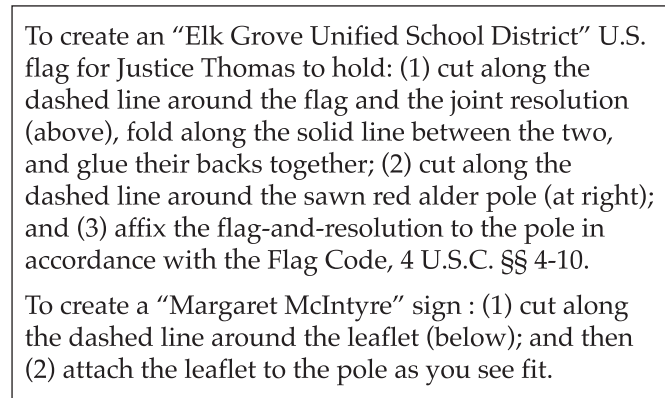 To create an “Elk Grove Unified School District” U.S.
flag for Justice Thomas to hold: (1) cut along the
dashed line around the flag and the joint resolution
(above), fold along the solid line between the two,
and glue their backs together; (2) cut along the
dashed line around the sawn red alder pole (at right);
and (3) affix the flag-and-resolution to the pole in
accordance with the Flag Code, 4 U.S.C. §§ 4-10.
To create a “Margaret McIntyre” sign : (1) cut along
the dashed line around the leaflet (below); and then
(2) attach the leaflet to the pole as you see fit.